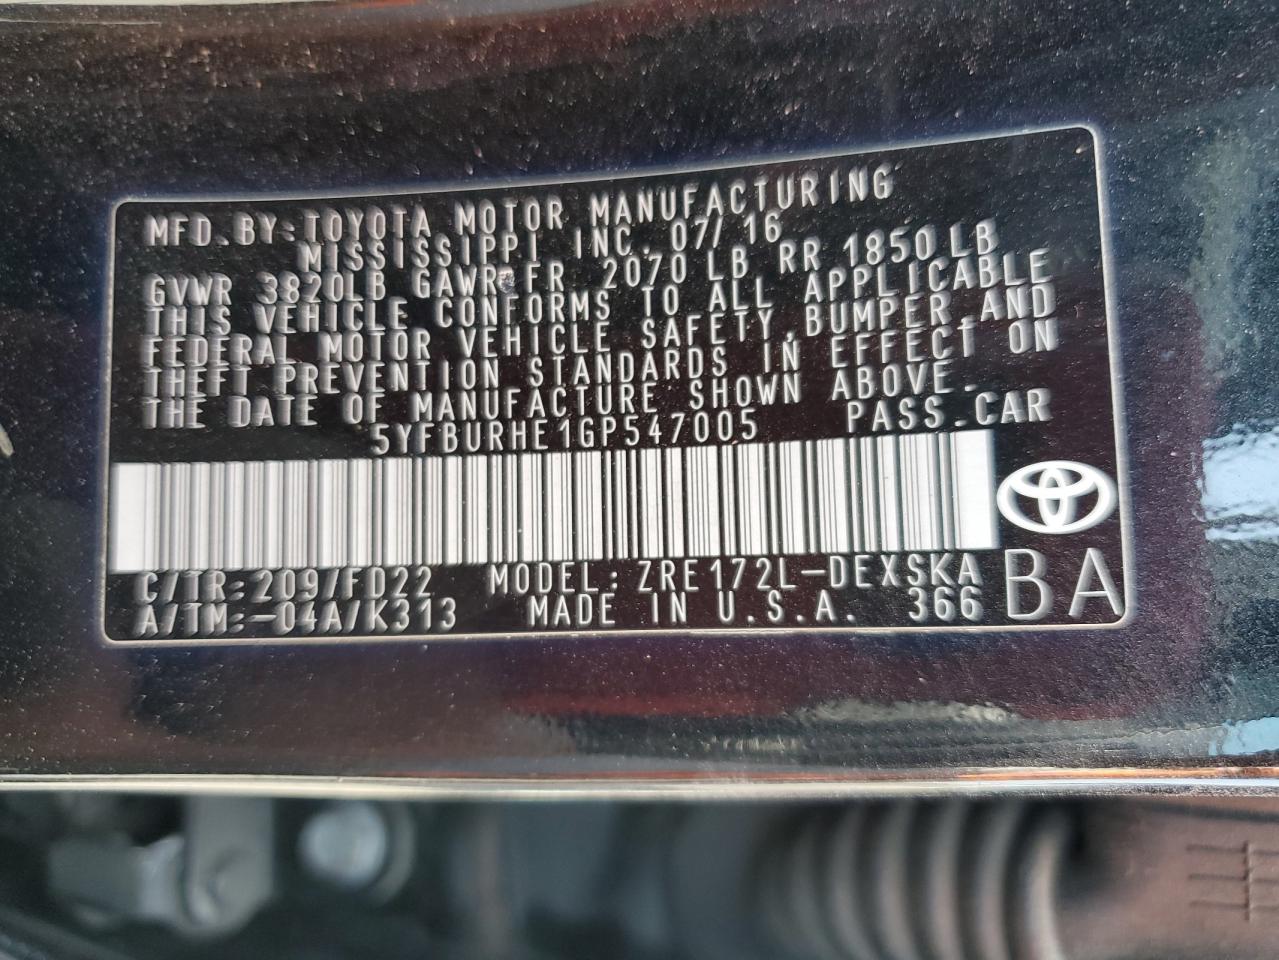 MFD.BY:TOYOTA MOTOR MANUFACTURING
MISSISSIPPI INC. 07/16
GVWR 3820LB GAWR FR 2070 LB RR 1850LB
THIS VEHICLE CONFORMS TO ALL APPLICABLE
FEDERAL MOTOR VEHICLE SAFETY,BUMPER,AND
THEFT PREVENTION STANDARDS IN EFFECT ON
THE DATE OF MANUFACTURE SHOWN ABOVE.
5YFBURHE1GP547005 PASS.CAR
C/TR:209/FD22 MODEL:ZRE172L-DEXSKA
A/TM:-04A/K313 MADE IN U.S.A. 366
BA